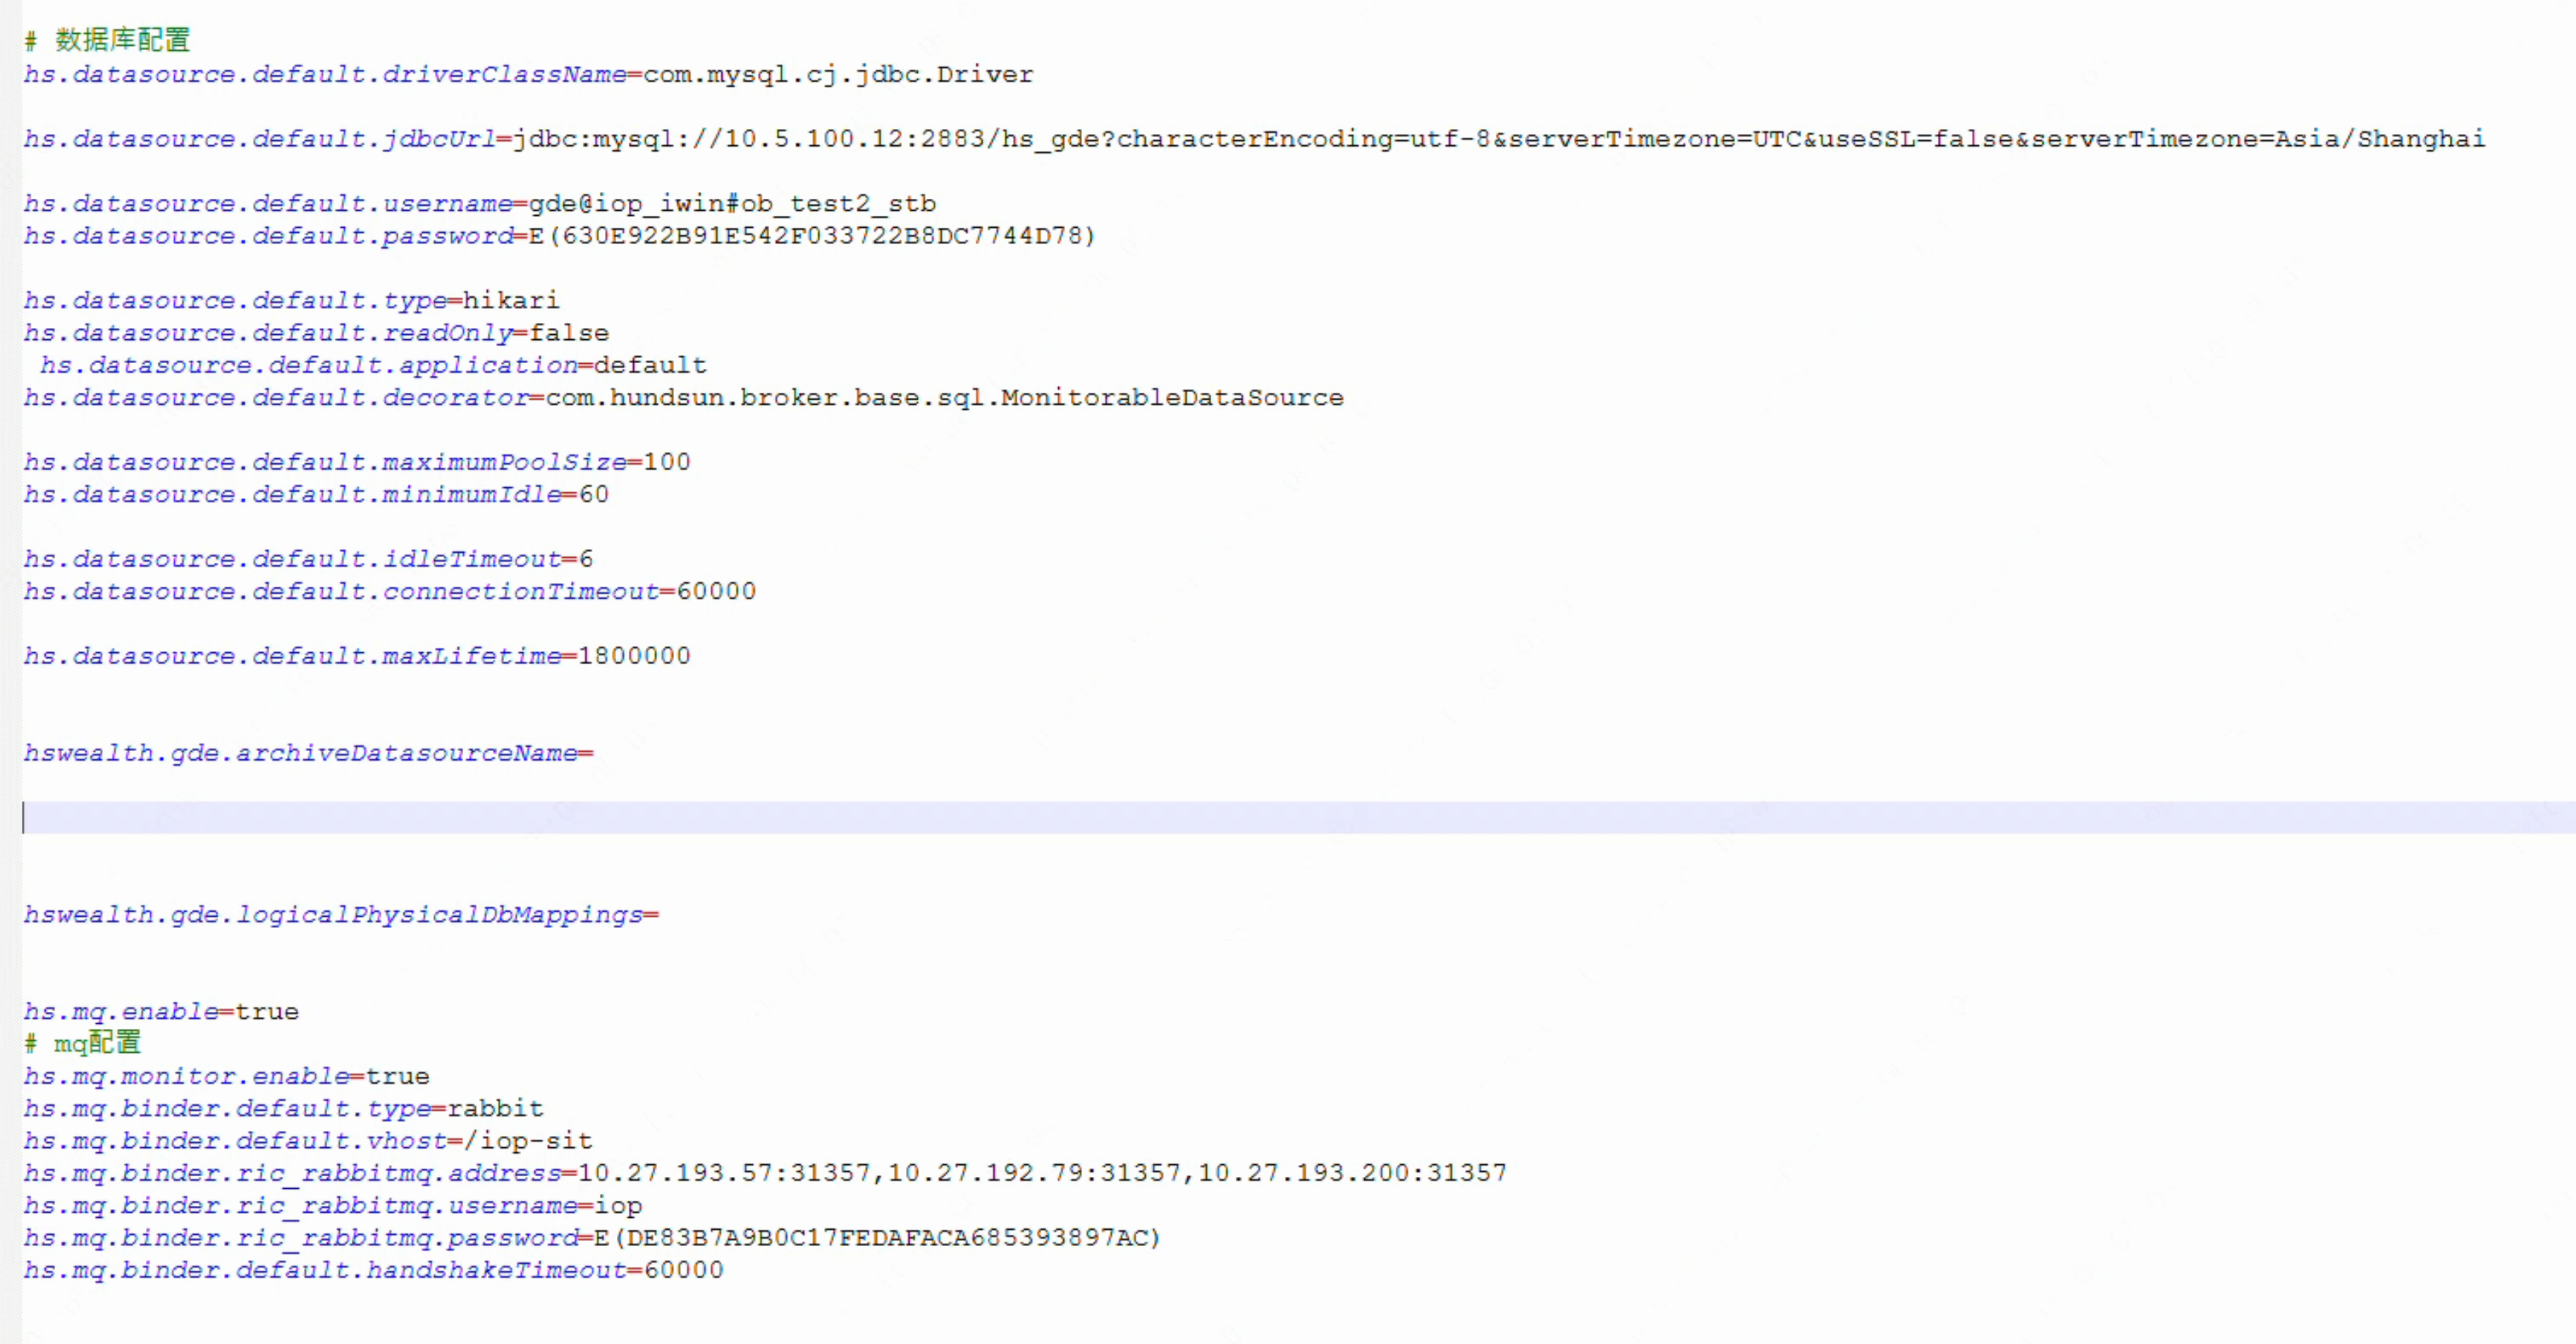 # 数据库配置
hs.datasource.default.driverClassName=com.mysql.cj.jdbc.Driver
hs.datasource.default.jdbcUrl=jdbc:mysql://10.5.100.12:2883/hs_gde?characterEncoding=utf-8&serverTimezone=UTC&useSSL=false&serverTimezone=Asia/Shanghai
hs.datasource.default.username=gde@iop_iwin#ob_test2_stb
hs.datasource.default.password=E(630E922B91E542F033722B8DC7744D78)
hs.datasource.default.type=hikari
hs.datasource.default.readOnly=false
hs.datasource.default.application=default
hs.datasource.default.decorator=com.hundsun.broker.base.sql.MonitorableDataSource
hs.datasource.default.maximumPoolSize=100
hs.datasource.default.minimumIdle=60
hs.datasource.default.idleTimeout=6
hs.datasource.default.connectionTimeout=60000
hs.datasource.default.maxLifetime=1800000
hswealth.gde.archiveDatasourceName=
hswealth.gde.logicalPhysicalDbMappings=
hs.mq.enable=true
# mq配置
hs.mq.monitor.enable=true
hs.mq.binder.default.type=rabbit
hs.mq.binder.default.vhost=/iop-sit
hs.mq.binder.ric_rabbitmq.address=10.27.193.57:31357,10.27.192.79:31357,10.27.193.200:31357
hs.mq.binder.ric_rabbitmq.username=iop
hs.mq.binder.ric_rabbitmq.password=E(DE83B7A9B0C17FEDAFACA685393897AC)
hs.mq.binder.default.handshakeTimeout=60000